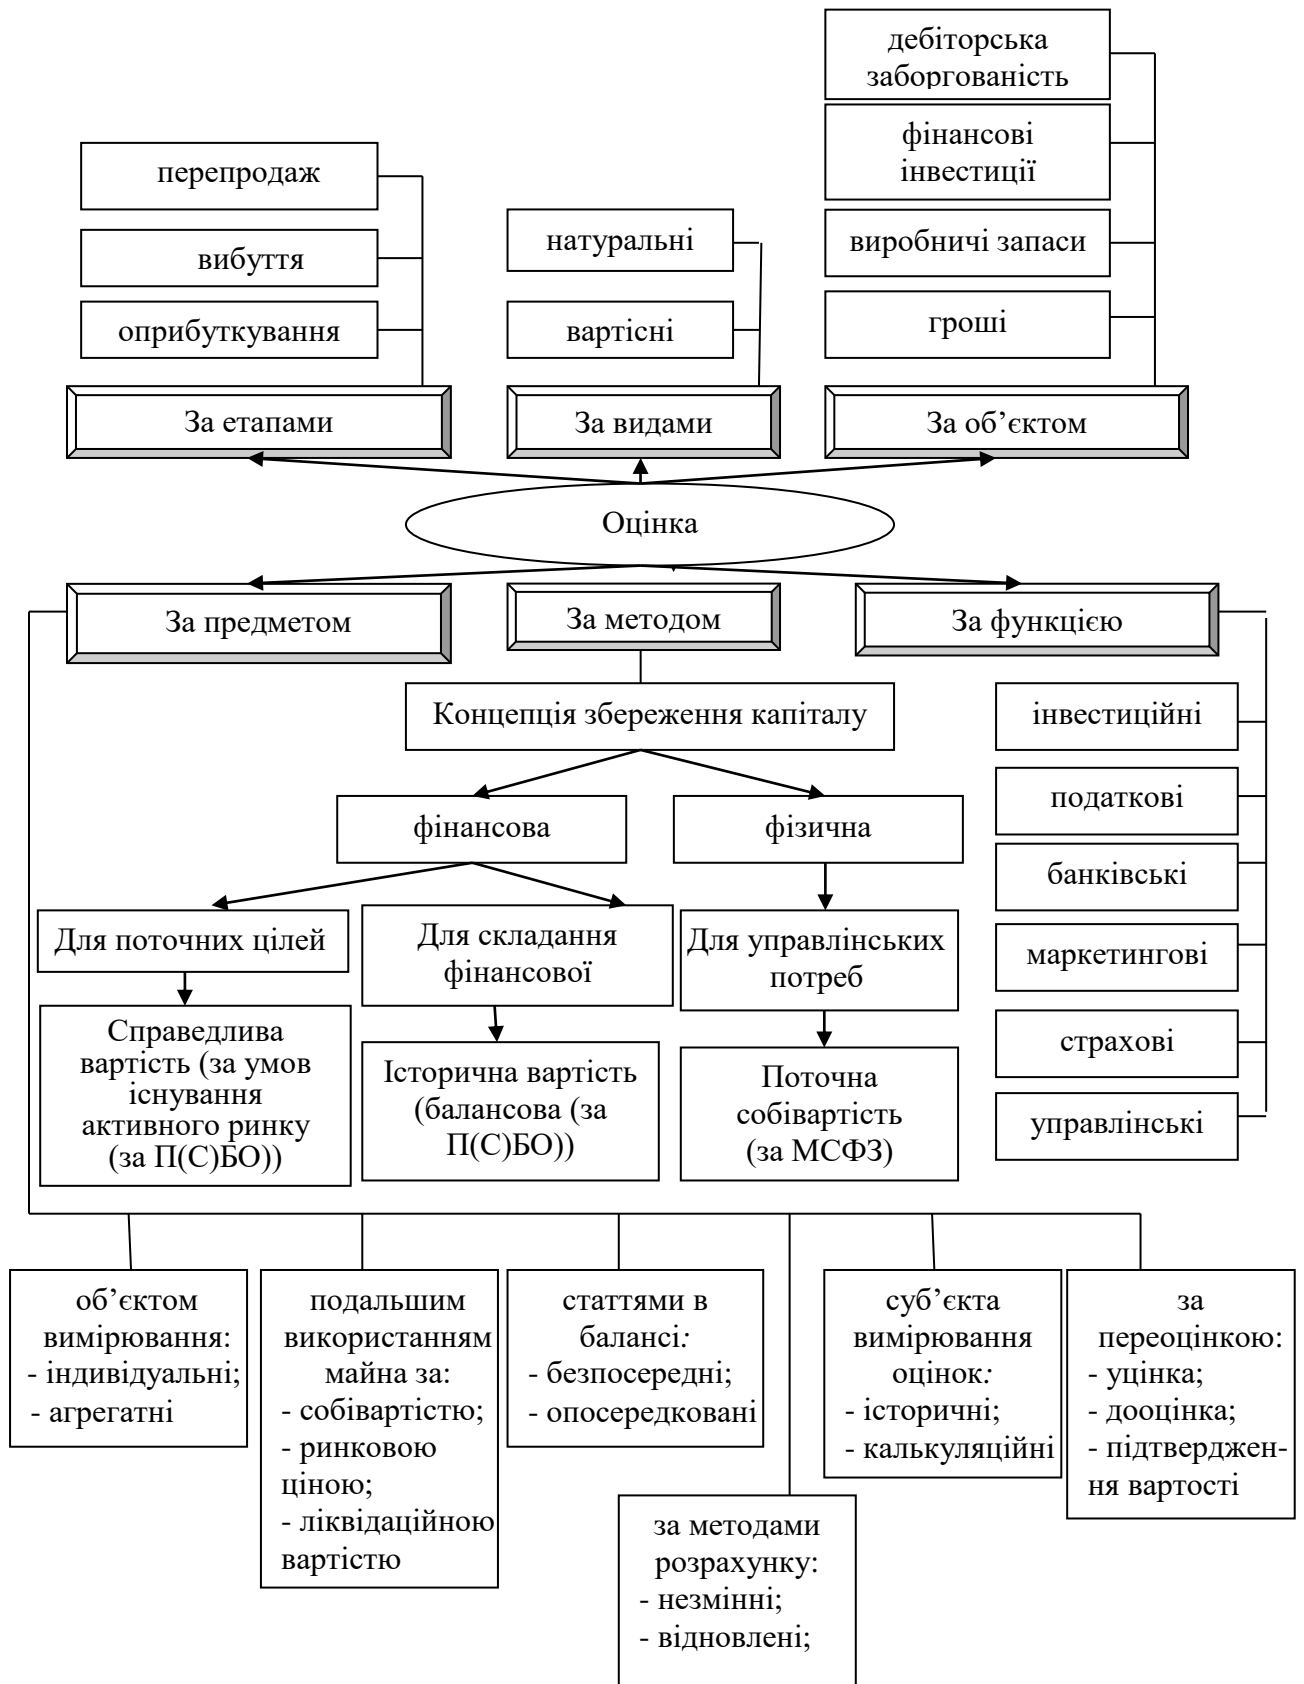 дебіторська
заборгованість
фінансові
інвестиції
виробничі запаси
гроші
перепродаж
вибуття
оприбуткування
натуральні
вартісні
За етапами
За видами
За об’єктом
Оцінка
За предметом
За методом
За функцією
Концепція збереження капіталу
фінансова
фізична
Для поточних цілей
Для складання
фінансової
Для управлінських
потреб
Справедлива
вартість (за умов
існування
активного ринку
(за П(С)БО))
Історична вартість
(балансова (за
П(С)БО))
Поточна
собівартість
(за МСФЗ)
інвестиційні
податкові
банківські
маркетингові
страхові
управлінські
об’єктом
вимірювання:
- індивідуальні;
- агрегатні
подальшим
використанням
майна за:
- собівартістю;
- ринковою
ціною;
- ліквідаційною
вартістю
статтями в
балансі:
- безпосередні;
- опосередковані
за методами
розрахунку:
- незмінні;
- відновлені;
суб’єкта
вимірювання
оцінок:
- історичні;
- калькуляційні
за
переоцінкою:
- уцінка;
- дооцінка;
- підтверджен-
ня вартості